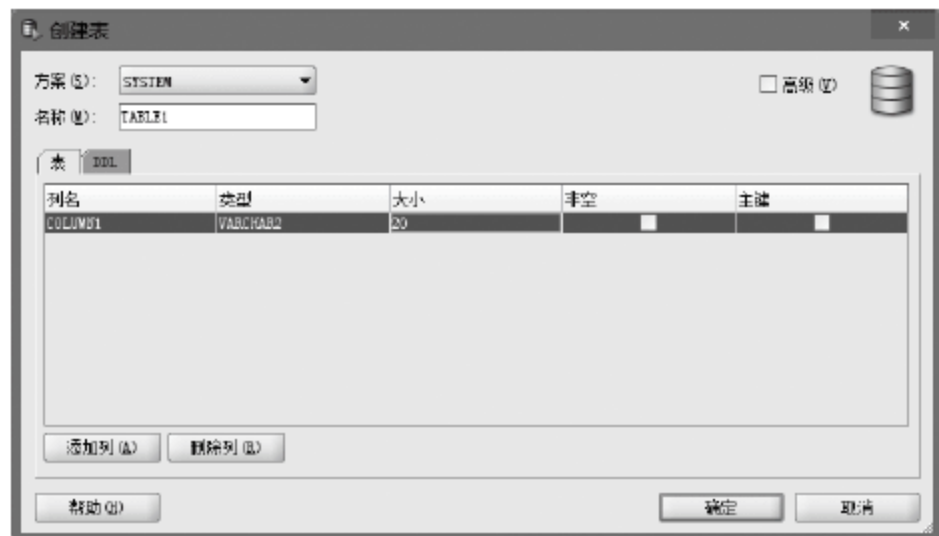 创建表
方案(S): SYSTEM
高级(V)
名称(M): TABLE1
表 DDL
列名 类型 大小 非空 主键
COLUMN1 VARCHAR2 20
添加列(A) 删除列(R)
帮助(H) 确定 取消